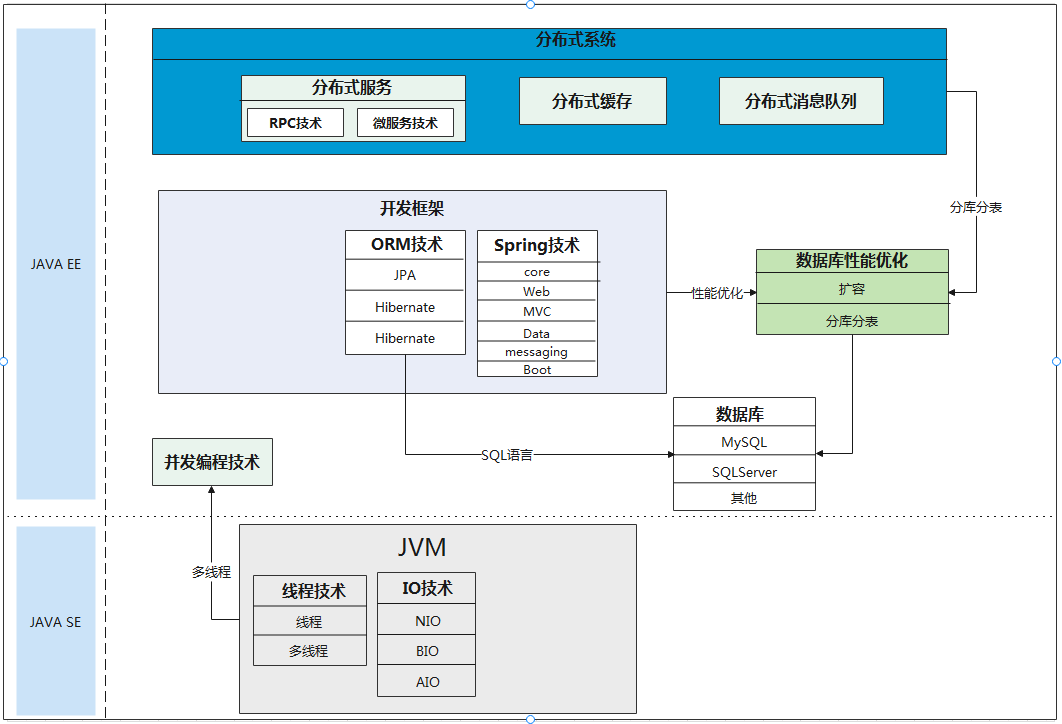 分布式系统
分布式服务
RPC技术
微服务技术
分布式缓存
分布式消息队列
分库分表
JAVA EE
开发框架
ORM技术
JPA
Hibernate
Hibernate
Spring技术
core
Web
MVC
Data
messaging
Boot
性能优化
数据库性能优化
扩容
分库分表
SQL语言
数据库
MySQL
SQLServer
其他
并发编程技术
多线程
JAVA SE
JVM
线程技术
线程
多线程
IO技术
NIO
BIO
AIO